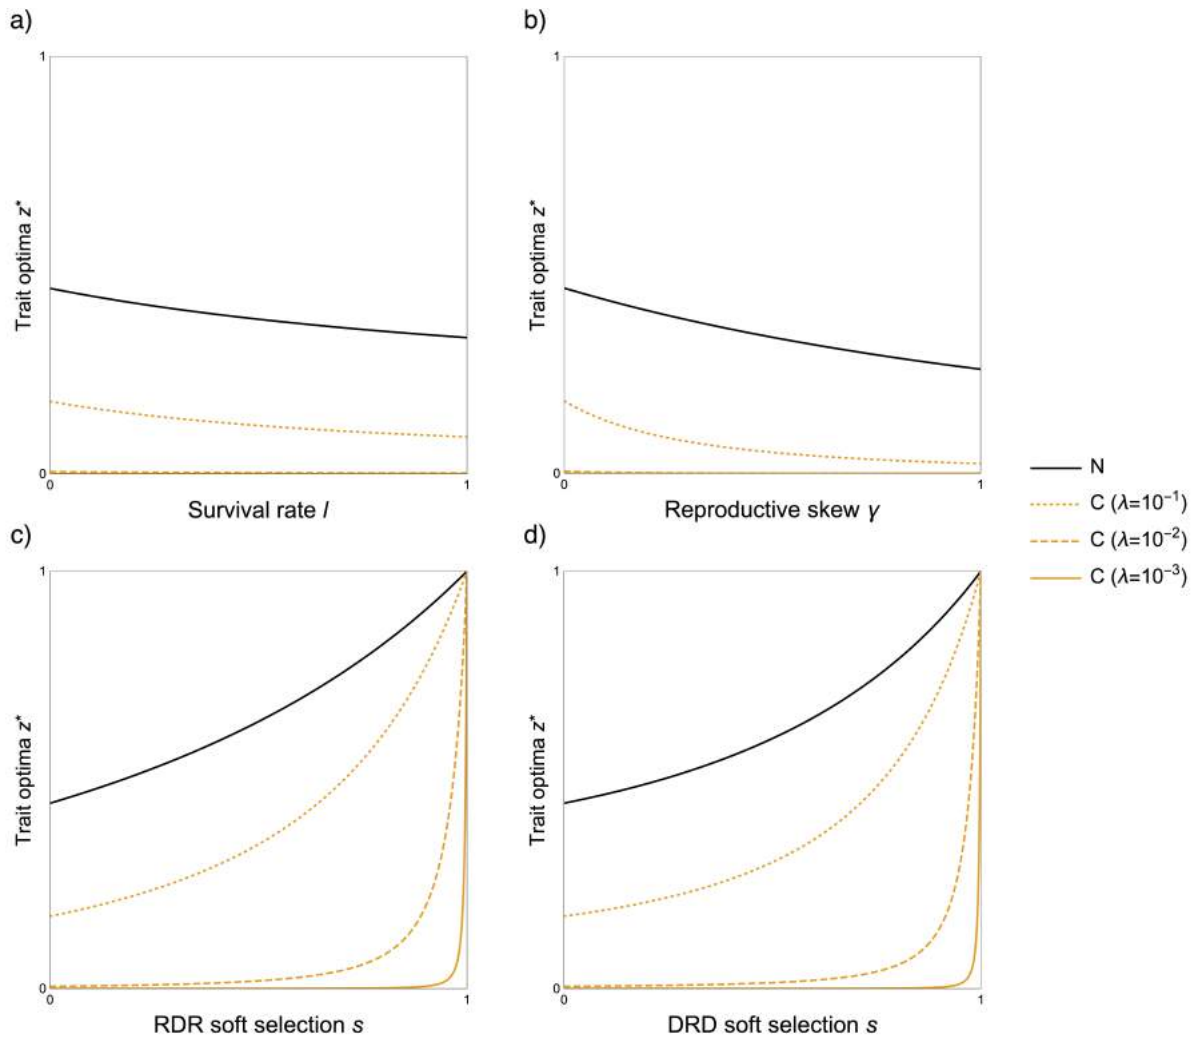 a)
1
Trait optima z*
0
0
1
Survival rate l
b)
1
Trait optima z*
0
0
1
Reproductive skew γ
N
C (λ=10⁻¹)
C (λ=10⁻²)
C (λ=10⁻³)
c)
1
Trait optima z*
0
0
1
RDR soft selection s
d)
1
Trait optima z*
0
0
1
DRD soft selection s